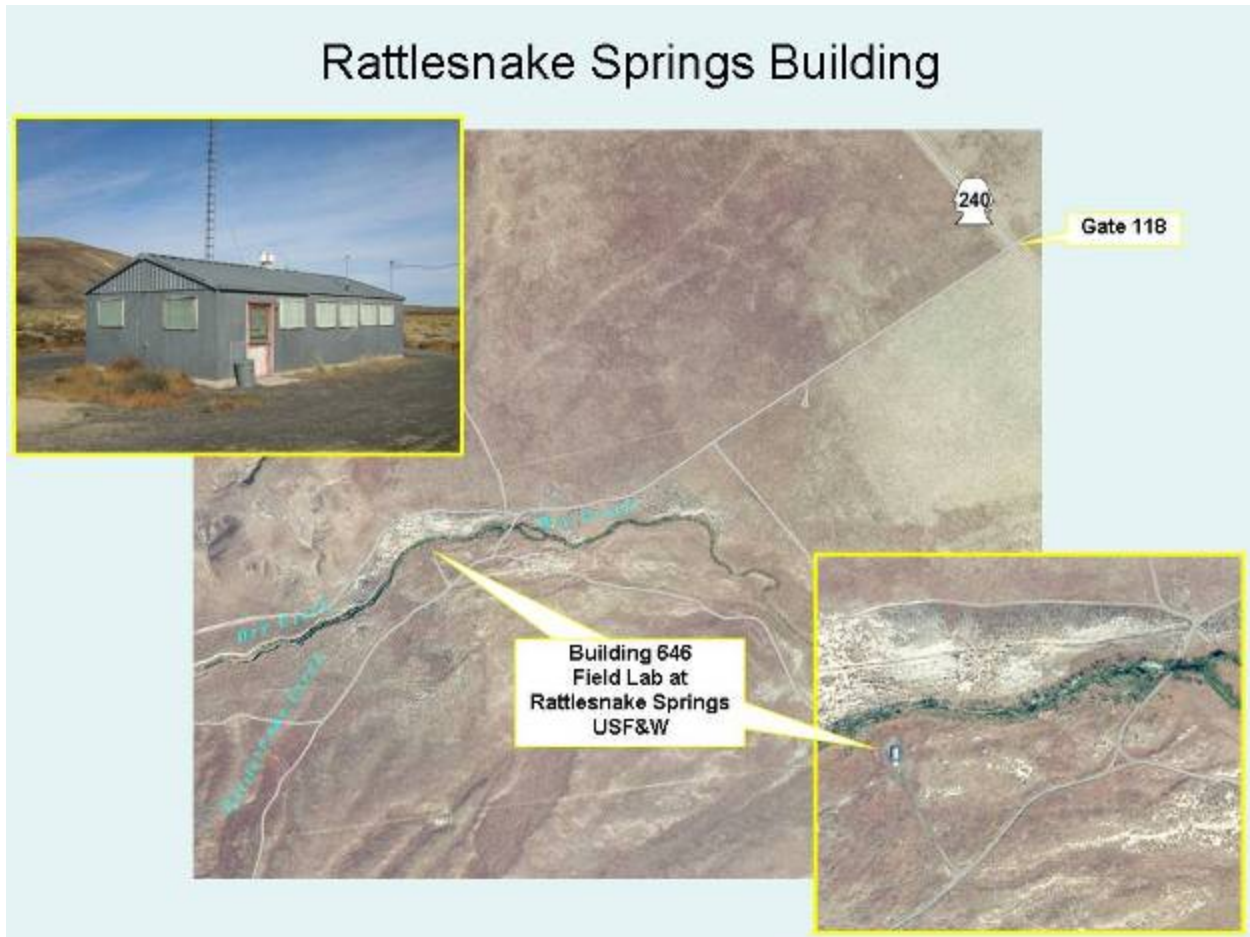 Rattlesnake Springs Building
240
Gate 118
Building 646
Field Lab at
Rattlesnake Springs
USF&W